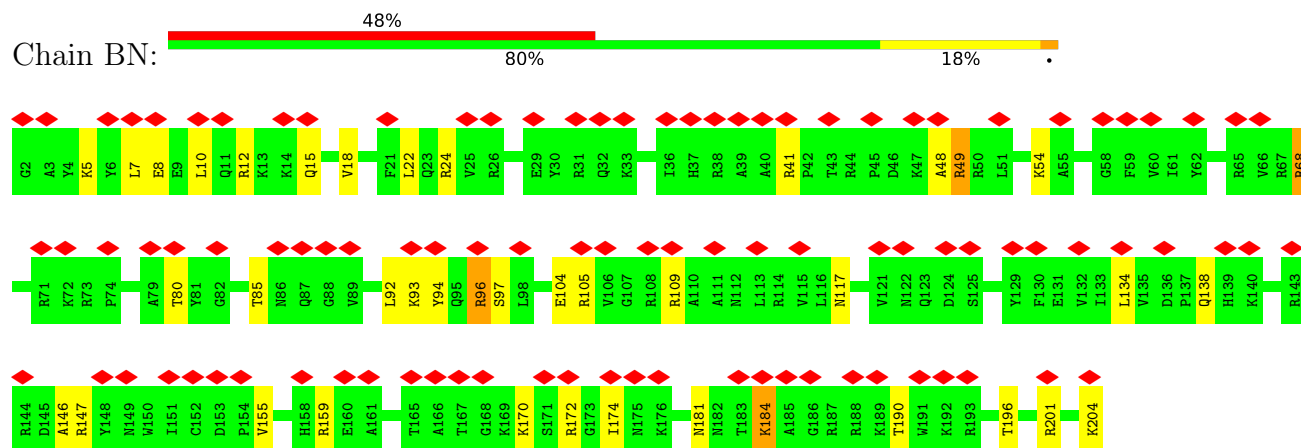 48%
Chain BN:
80% 18% •
G2 A3 Y4 K5 Y6 L7 E8 E9 L10 Q11 R12 K13 K14 Q15 V18 F21 L22 Q23 R24 V25 R26 E29 Y30 R31 Q32 K33 I36 H37 R38 A39 A40 R41 P42 T43 R44 P45 D46 K47 A48 R49 R50 L51 K54 A55 G58 F59 V60 I61 Y62 R65 V66 R67 R68
R71 K72 R73 P74 A79 T80 Y81 G82 T85 N86 Q87 G88 V89 L92 K93 Y94 Q95 R96 S97 L98 E104 R105 V106 G107 R108 R109 A110 A111 N112 L113 R114 V115 L116 N117 V121 N122 Q123 D124 S125 Y129 F130 E131 V132 I133 L134 V135 D136 P137 Q138 H139 K140 R143
R144 D145 A146 R147 Y148 N149 W150 I151 C152 D153 P154 V155 H158 R159 E160 A161 T165 A166 T167 G168 K169 K170 S171 R172 G173 I174 N175 K176 N181 N182 T183 K184 A185 G186 R187 R188 K189 T190 W191 K192 R193 T196 R201 K204